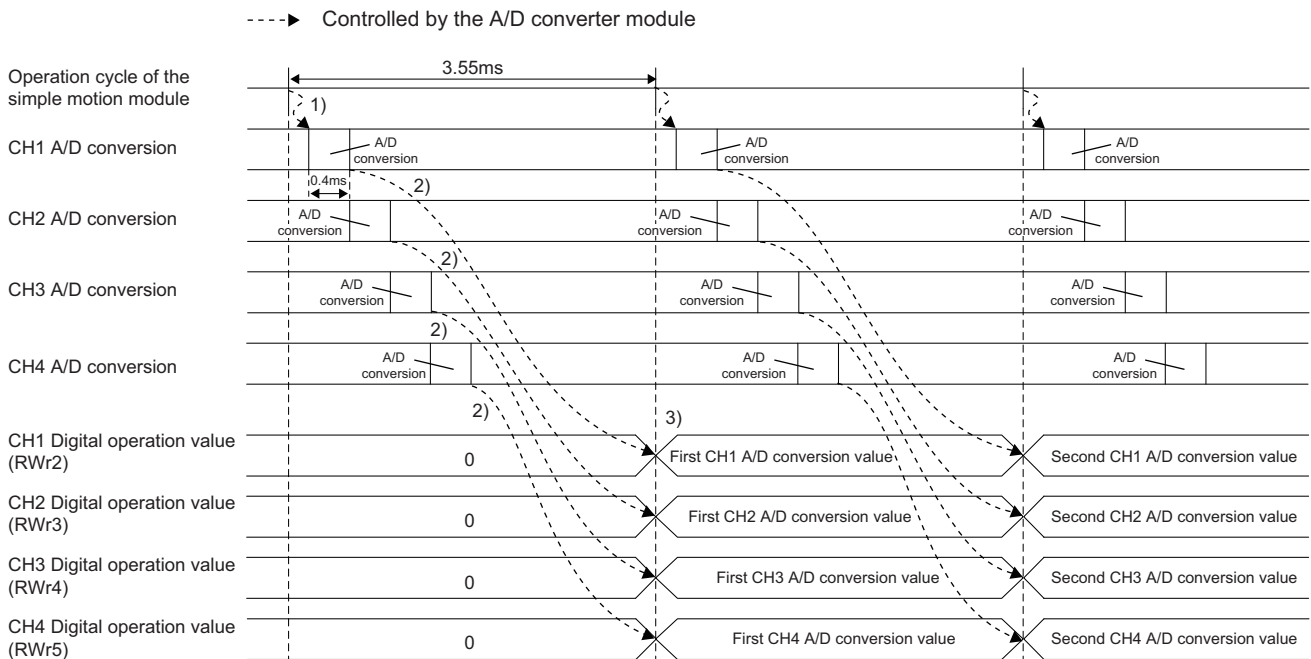 Controlled by the A/D converter module
Operation cycle of the
simple motion module
3.55ms
1)
CH1 A/D conversion
A/D
conversion
A/D
conversion
A/D
conversion
0.4ms
2)
CH2 A/D conversion
A/D
conversion
A/D
conversion
A/D
conversion
2)
CH3 A/D conversion
A/D
conversion
A/D
conversion
A/D
conversion
2)
CH4 A/D conversion
A/D
conversion
A/D
conversion
A/D
conversion
2)
3)
CH1 Digital operation value
(RWr2)
0
First CH1 A/D conversion value
Second CH1 A/D conversion value
CH2 Digital operation value
(RWr3)
0
First CH2 A/D conversion value
Second CH2 A/D conversion value
CH3 Digital operation value
(RWr4)
0
First CH3 A/D conversion value
Second CH3 A/D conversion value
CH4 Digital operation value
(RWr5)
0
First CH4 A/D conversion value
Second CH4 A/D conversion value